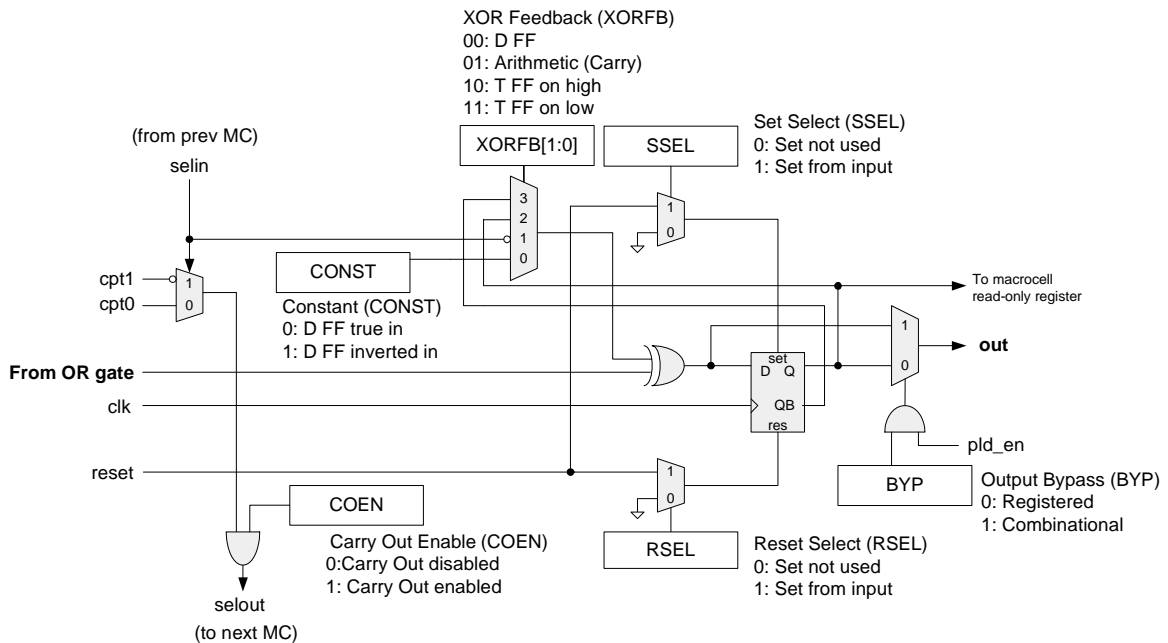 XOR Feedback (XORFB)
00: D FF
01: Arithmetic (Carry)
10: T FF on high
11: T FF on low
(from prev MC)
selin
XORFB[1:0]
SSEL
Set Select (SSEL)
0: Set not used
1: Set from input
3
2
1
0
1
0
CONST
Constant (CONST)
0: D FF true in
1: D FF inverted in
cpt1
cpt0
1
0
To macrocell
read-only register
1
0
out
From OR gate
set
D Q
QB
res
clk
pld_en
reset
1
0
BYP
Output Bypass (BYP)
0: Registered
1: Combinational
COEN
Carry Out Enable (COEN)
0:Carry Out disabled
1: Carry Out enabled
RSEL
Reset Select (RSEL)
0: Set not used
1: Set from input
selout
(to next MC)